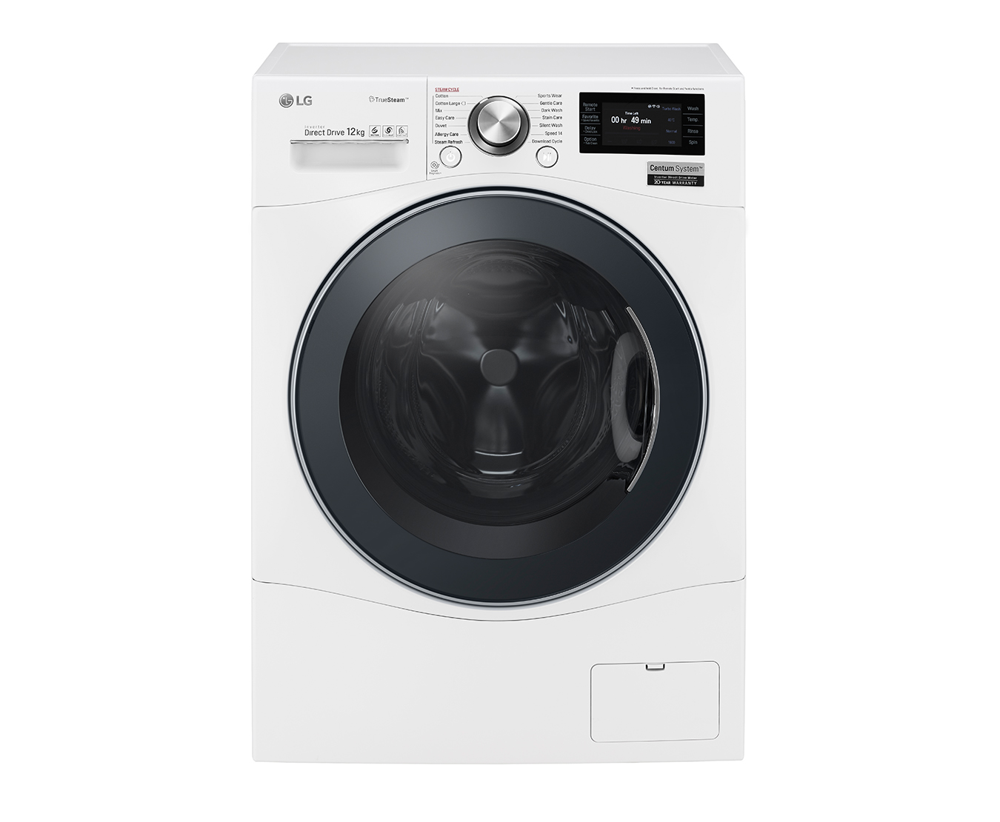 LG
TrueSteam™
Inverter
Direct Drive 12kg
STEAM CYCLE
Cotton
Cotton Large
Mix
Easy Care
Duvet
Allergy Care
Steam Refresh
Sports Wear
Gentle Care
Dark Wash
Stain Care
Silent Wash
Speed 14
Download Cycle
Remote
Start
Favorite
Delay
Option
Time Left
00 hr 49 min
Washing
Turbo Wash
40°C
Normal
Wash
Temp.
Rinse
Spin
Centum System™
Inverter Direct Drive Motor
20 YEAR WARRANTY